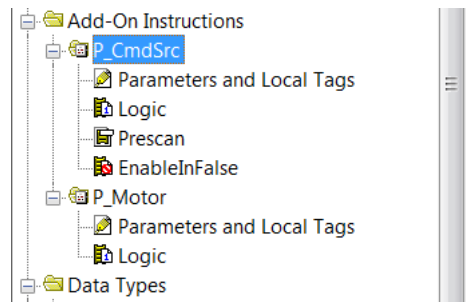 Add-On Instructions
P_CmdSrc
Parameters and Local Tags
Logic
Prescan
EnableInFalse
P_Motor
Parameters and Local Tags
Logic
Data Types